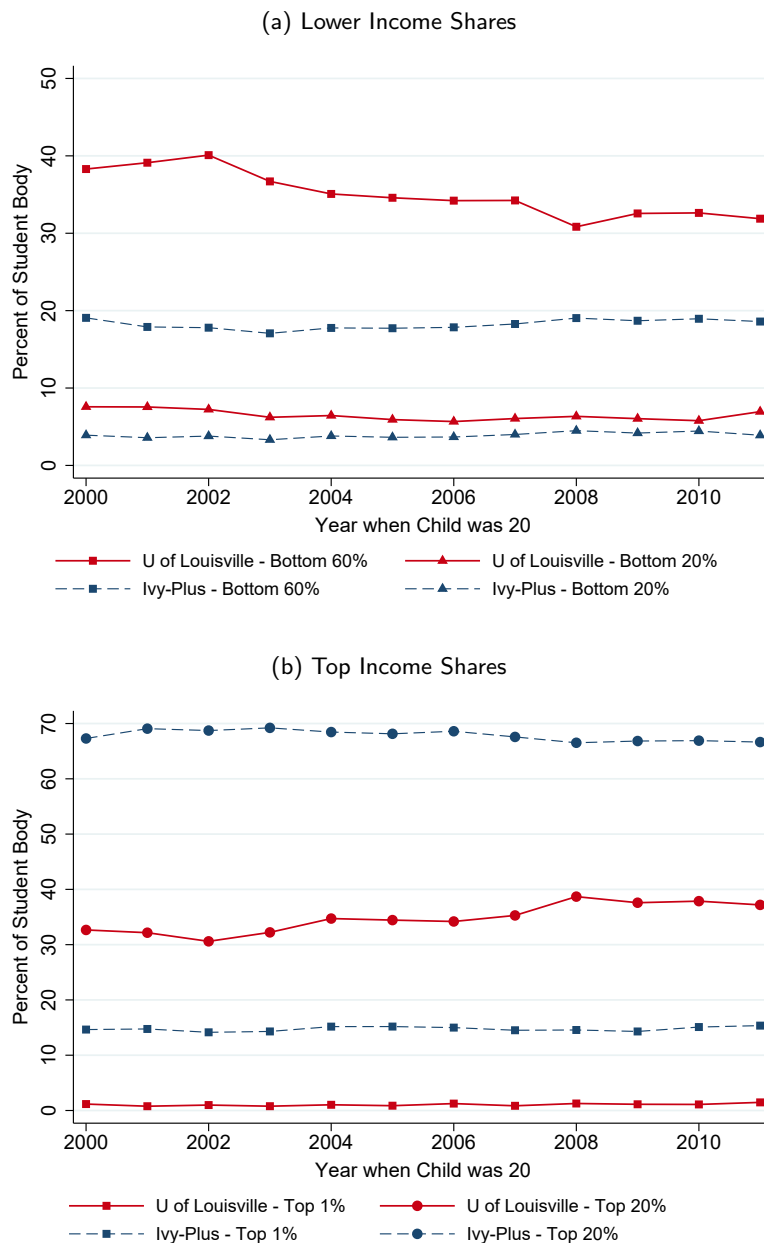 (a) Lower Income Shares
50
40
30
20
10
0
Percent of Student Body
2000 2002 2004 2006 2008 2010
Year when Child was 20
U of Louisville - Bottom 60% U of Louisville - Bottom 20%
Ivy-Plus - Bottom 60% Ivy-Plus - Bottom 20%
(b) Top Income Shares
70
60
50
40
30
20
10
0
Percent of Student Body
2000 2002 2004 2006 2008 2010
Year when Child was 20
U of Louisville - Top 1% U of Louisville - Top 20%
Ivy-Plus - Top 1% Ivy-Plus - Top 20%